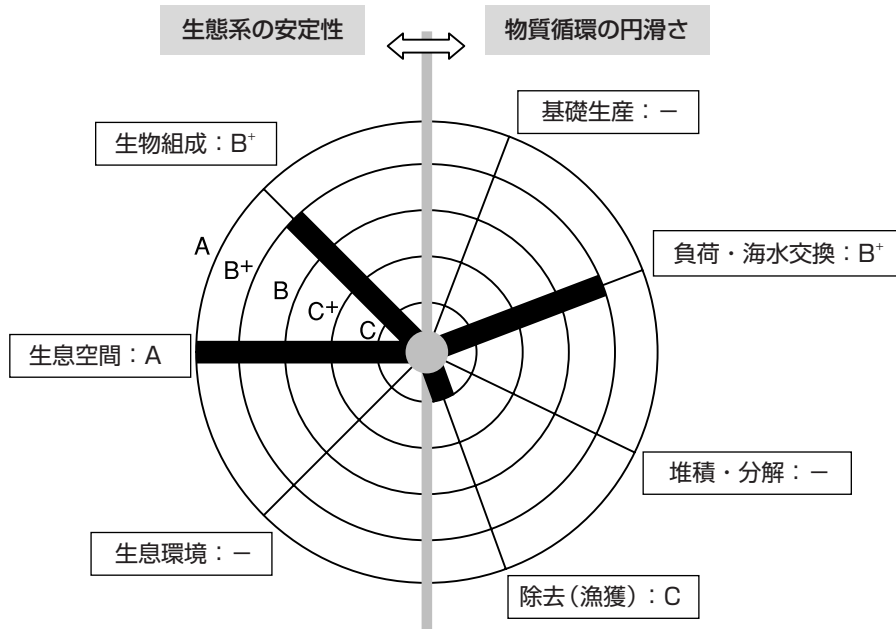 生態系の安定性
物質循環の円滑さ
基礎生産：－
生物組成：B⁺
A
B⁺
B
C⁺
C
負荷・海水交換：B⁺
生息空間：A
堆積・分解：－
生息環境：－
除去（漁獲）：C